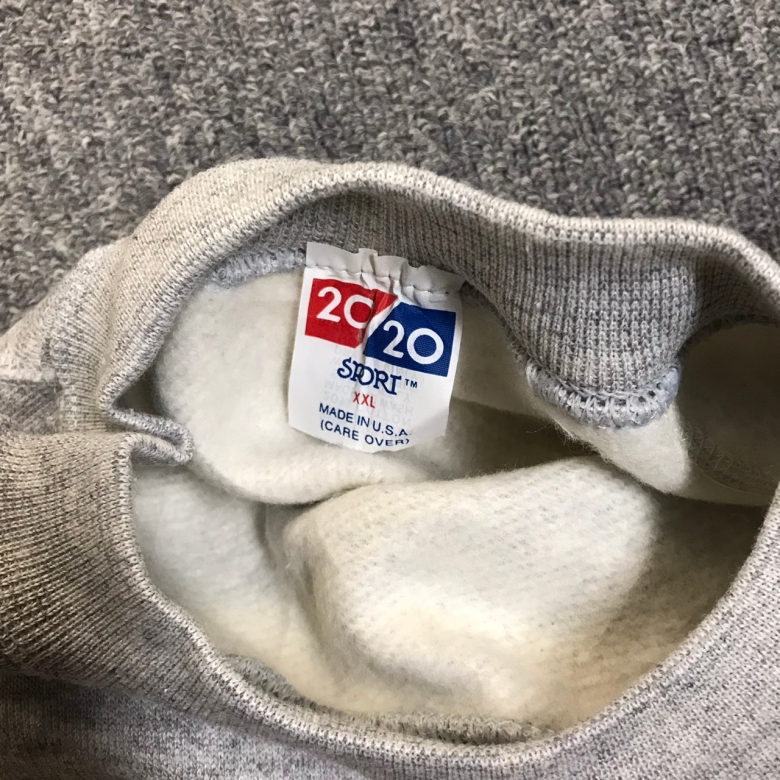 20 20
SPORT™
XXL
MADE IN U.S.A.
(CARE OVER)